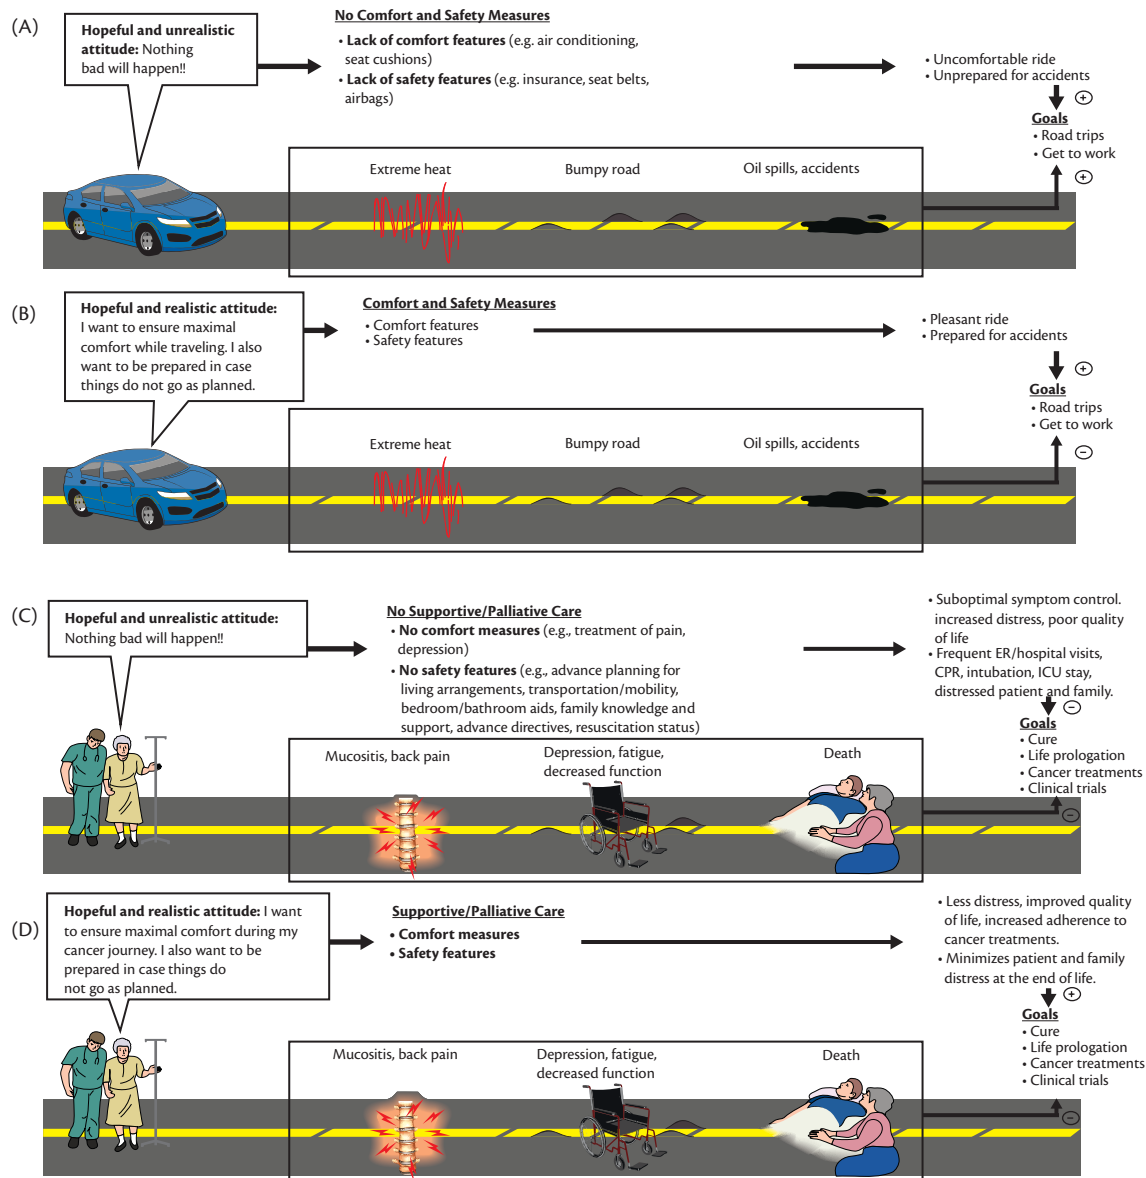 (A)
Hopeful and unrealistic
attitude: Nothing
bad will happen!!
No Comfort and Safety Measures
• Lack of comfort features (e.g. air conditioning,
seat cushions)
• Lack of safety features (e.g. insurance, seat belts,
airbags)
• Uncomfortable ride
• Unprepared for accidents
+
Goals
• Road trips
• Get to work
+
Extreme heat
Bumpy road
Oil spills, accidents
(B)
Hopeful and realistic attitude:
I want to ensure maximal
comfort while traveling. I also
want to be prepared in case
things do not go as planned.
Comfort and Safety Measures
• Comfort features
• Safety features
• Pleasant ride
• Prepared for accidents
+
Goals
• Road trips
• Get to work
−
Extreme heat
Bumpy road
Oil spills, accidents
(C)
Hopeful and unrealistic attitude:
Nothing bad will happen!!
No Supportive/Palliative Care
• No comfort measures (e.g., treatment of pain,
depression)
• No safety features (e.g., advance planning for
living arrangements, transportation/mobility,
bedroom/bathroom aids, family knowledge and
support, advance directives, resuscitation status)
• Suboptimal symptom control.
increased distress, poor quality
of life
• Frequent ER/hospital visits,
CPR, intubation, ICU stay,
distressed patient and family.
−
Goals
• Cure
• Life prologation
• Cancer treatments
• Clinical trials
−
Mucositis, back pain
Depression, fatigue,
decreased function
Death
(D)
Hopeful and realistic attitude: I want
to ensure maximal comfort during my
cancer journey. I also want to be
prepared in case things do
not go as planned.
Supportive/Palliative Care
• Comfort measures
• Safety features
• Less distress, improved quality
of life, increased adherence to
cancer treatments.
• Minimizes patient and family
distress at the end of life.
+
Goals
• Cure
• Life prologation
• Cancer treatments
• Clinical trials
−
Mucositis, back pain
Depression, fatigue,
decreased function
Death